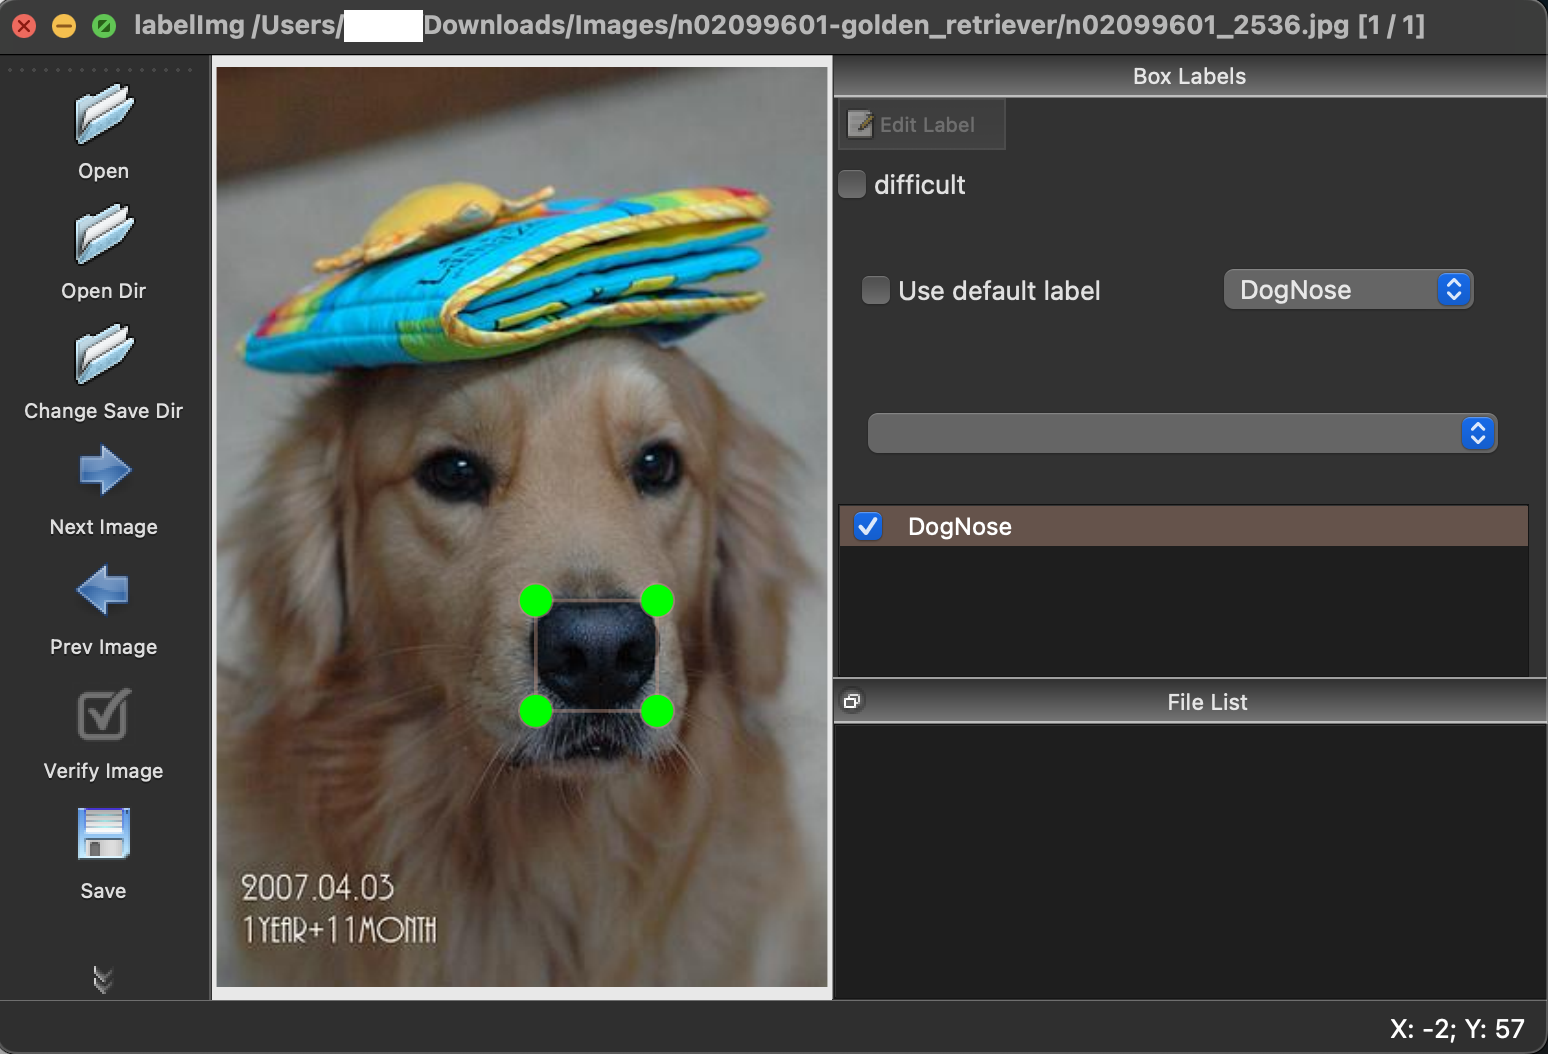 labelImg /Users/ Downloads/Images/n02099601-golden_retriever/n02099601_2536.jpg [1 / 1]
Open
Open Dir
Change Save Dir
Next Image
Prev Image
Verify Image
Save
2007.04.03
1YEAR+11MONTH
Box Labels
Edit Label
difficult
Use default label
DogNose
DogNose
File List
X: -2; Y: 57